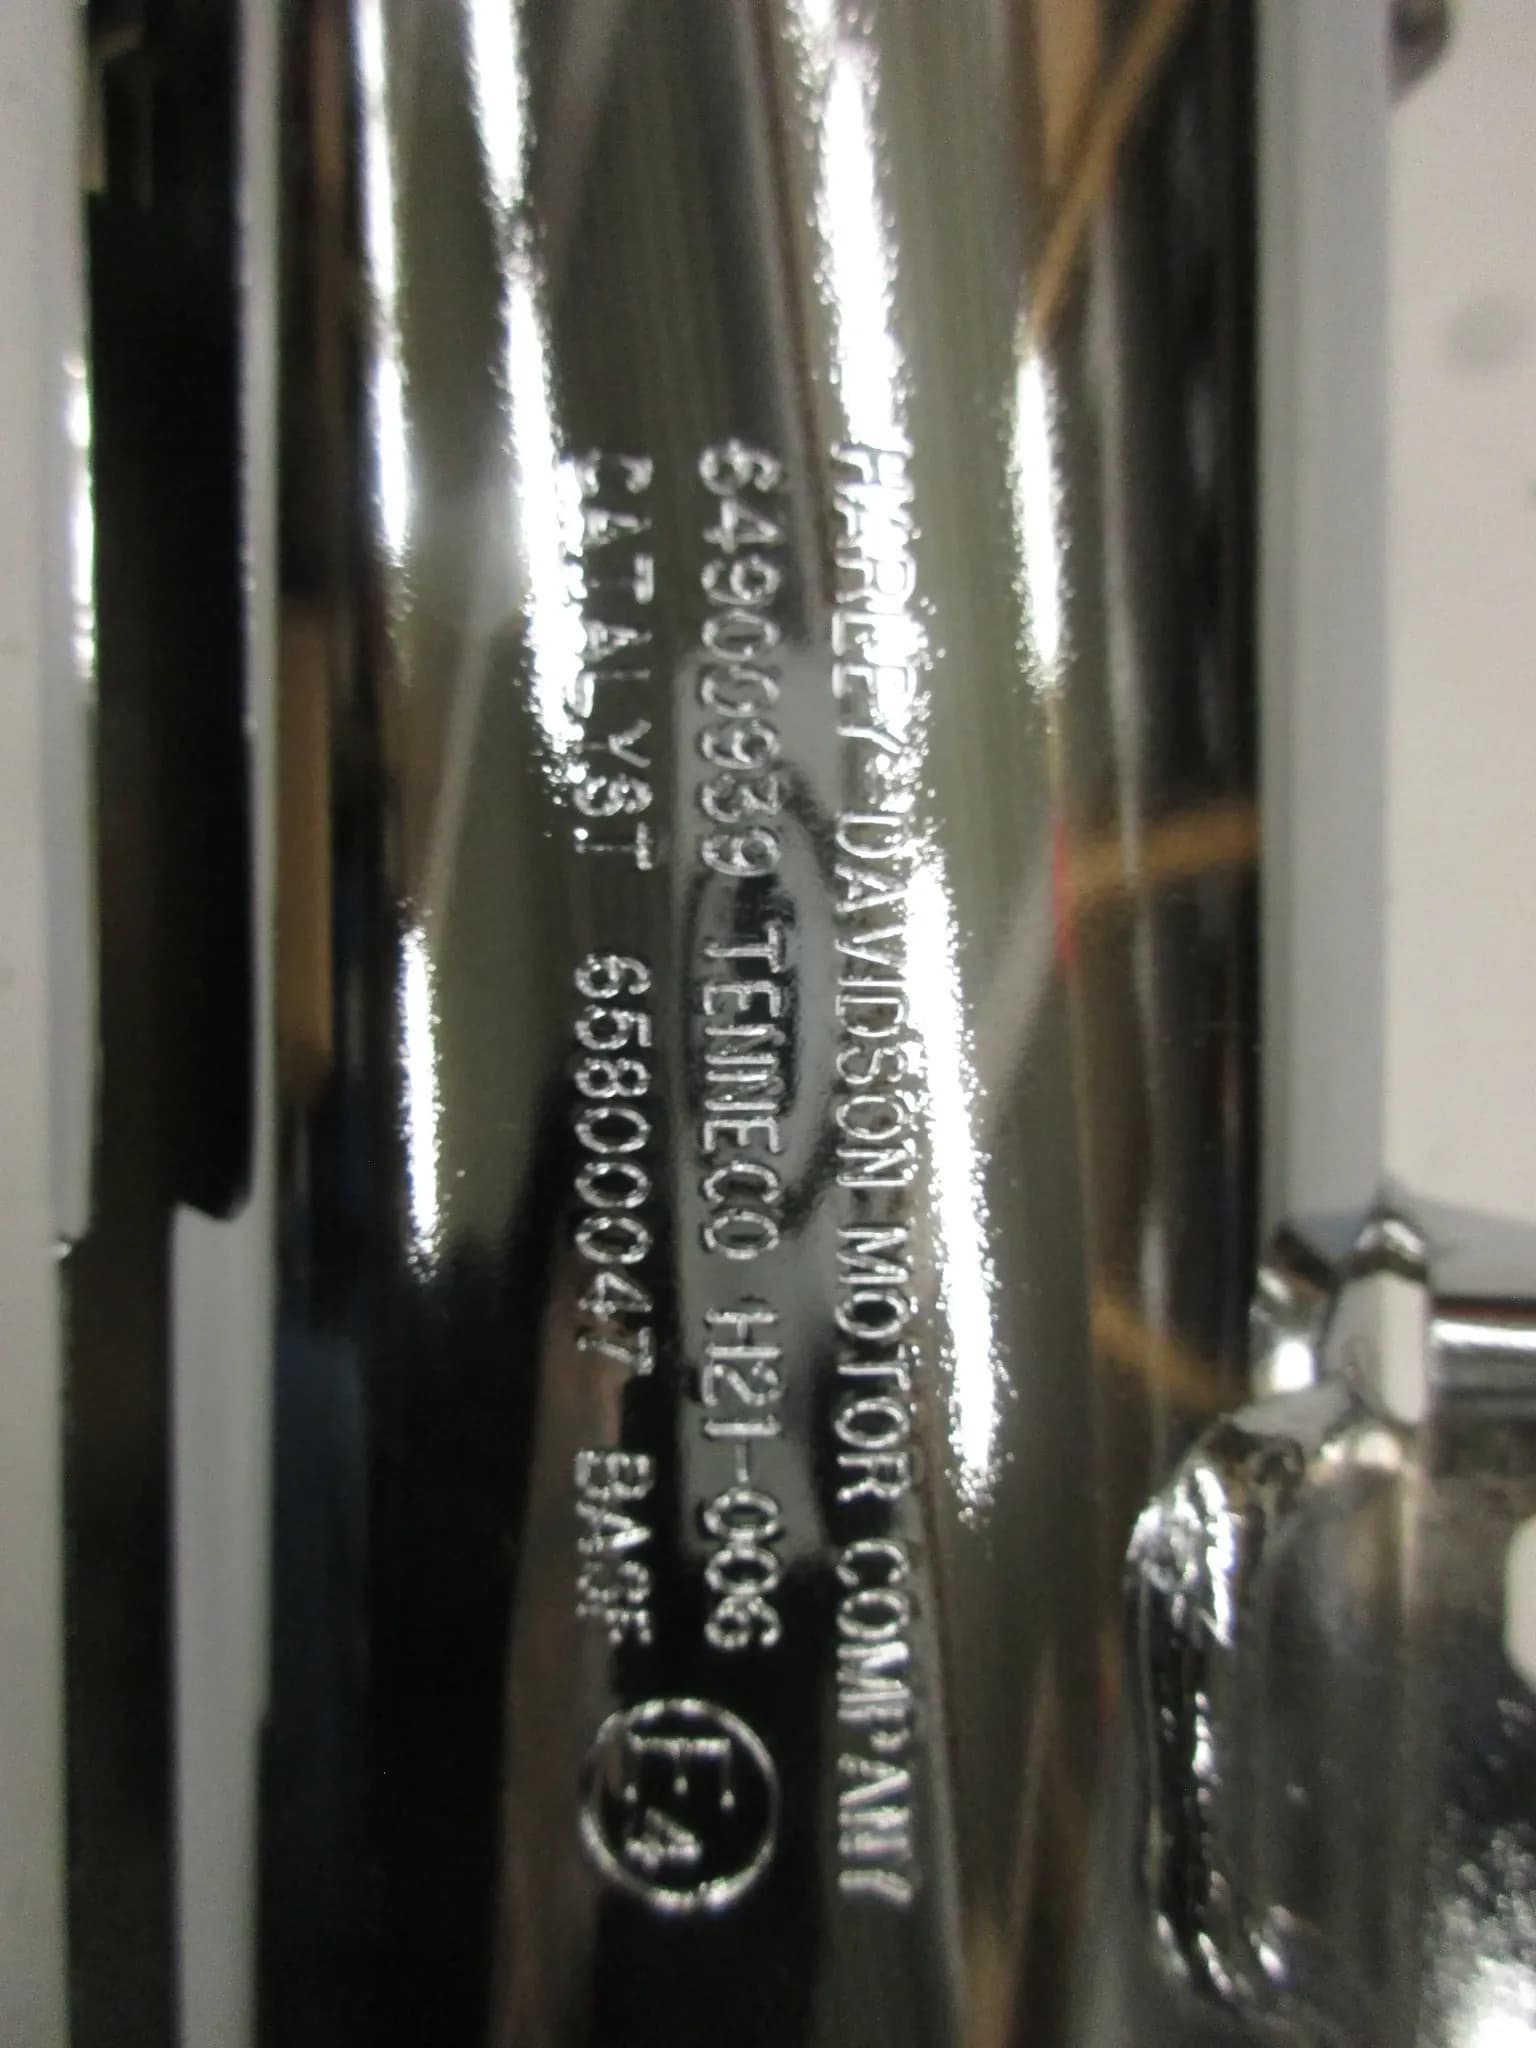 HARLEY-DAVIDSON MOTOR COMPANY
64900939 TENNECO H21-006
CATALYST 65800047 BASF
E4